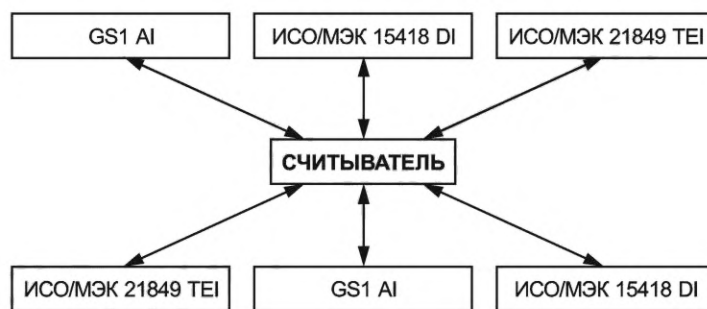 GS1 AI
ИСО/МЭК 15418 DI
ИСО/МЭК 21849 TEI
СЧИТЫВАТЕЛЬ
ИСО/МЭК 21849 TEI
GS1 AI
ИСО/МЭК 15418 DI